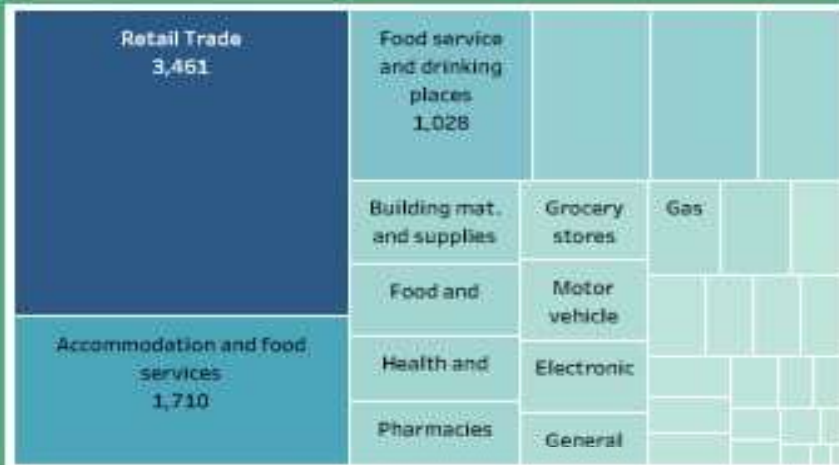 Retail Trade
3,461
Accommodation and food
services
1,710
Food service
and drinking
places
1,028
Building mat.
and supplies
Food and
Health and
Pharmacies
Grocery
stores
Motor
vehicle
Electronic
General
Gas